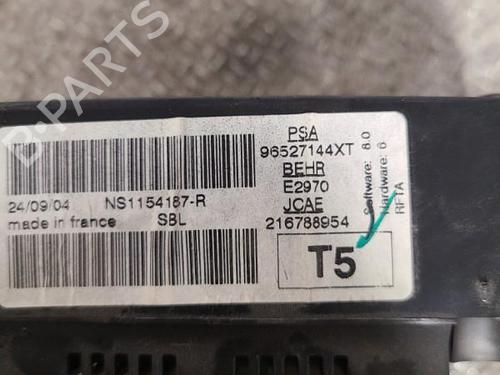 PSA
96527144XT
BEHR
E2970
JCAE
216788954
T5
Software: 8.0
Hardware: 6
RFTA
24/09/04 NS1154187-R
made in france SBL
B-PARTS